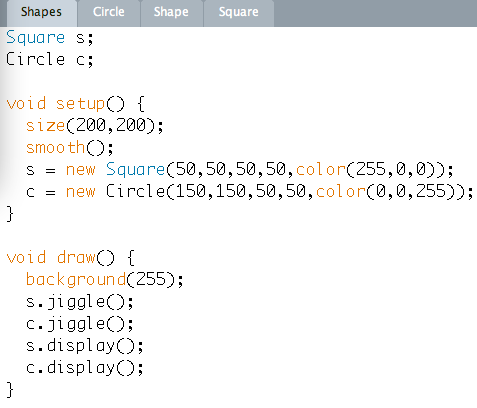 Shapes Circle Shape Square
Square s;
Circle c;
void setup() {
size(200,200);
smooth();
s = new Square(50,50,50,50,color(255,0,0));
c = new Circle(150,150,50,50,color(0,0,255));
}
void draw() {
background(255);
s.jiggle();
c.jiggle();
s.display();
c.display();
}